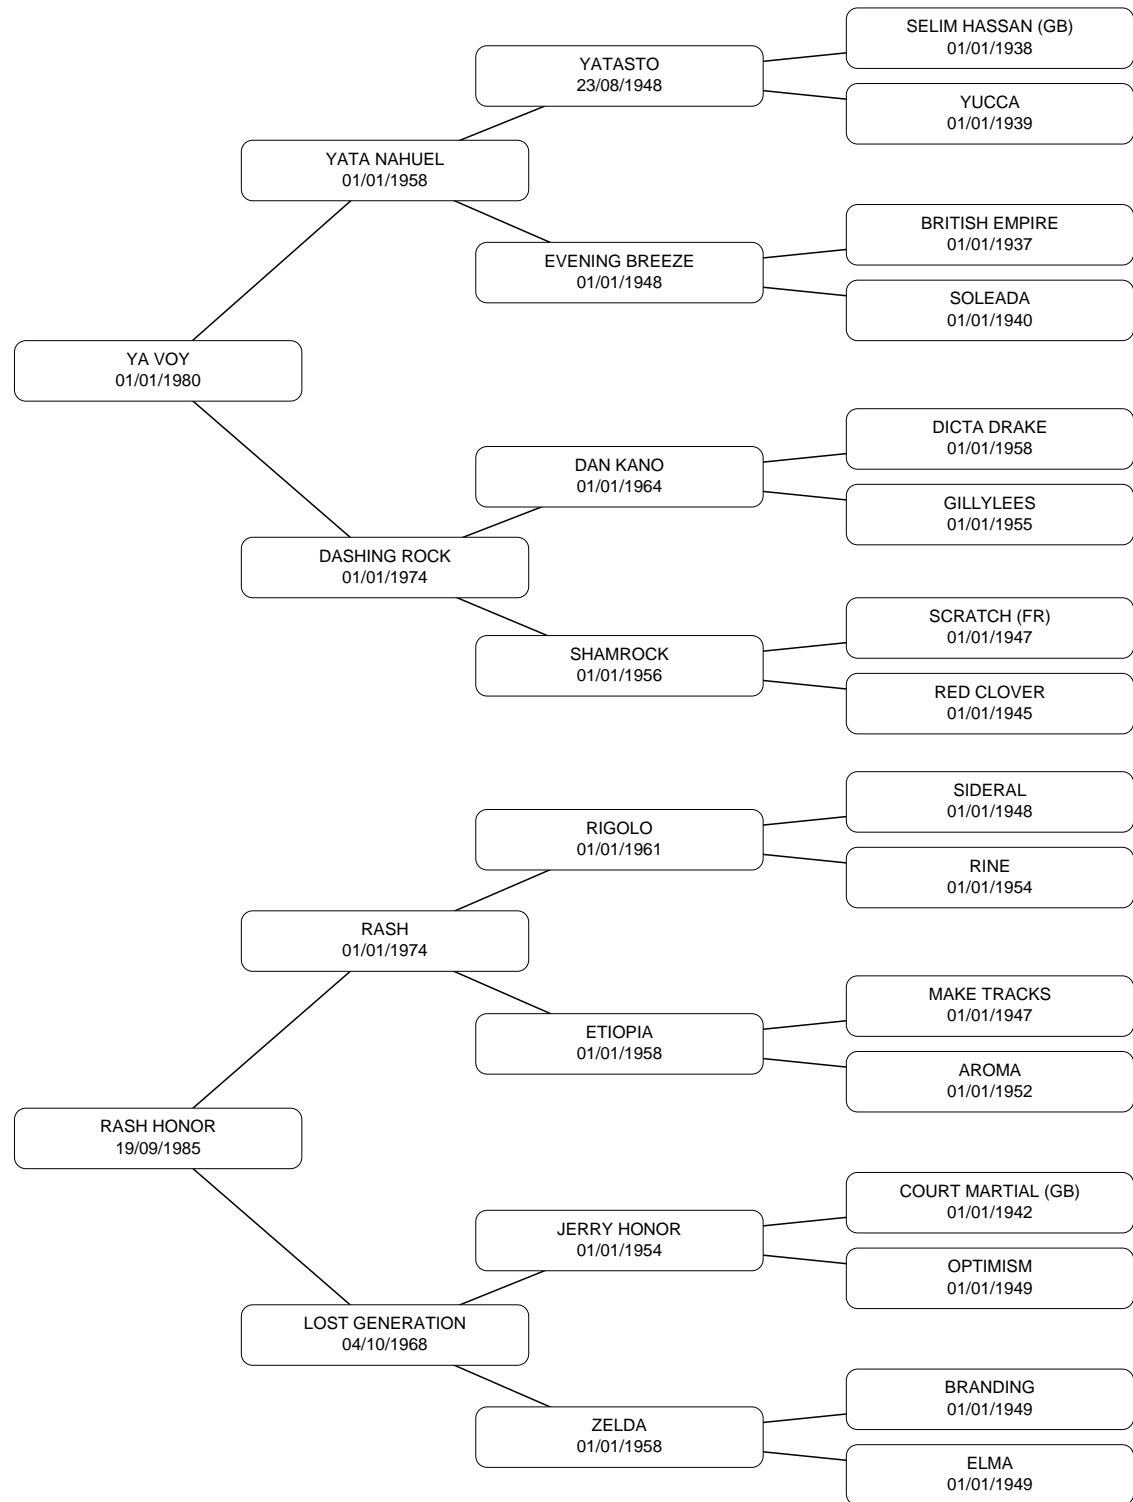 SELIM HASSAN (GB)
01/01/1938
YATASTO
23/08/1948
YUCCA
01/01/1939
YATA NAHUEL
01/01/1958
BRITISH EMPIRE
01/01/1937
EVENING BREEZE
01/01/1948
SOLEADA
01/01/1940
YA VOY
01/01/1980
DICTA DRAKE
01/01/1958
DAN KANO
01/01/1964
GILLYLEES
01/01/1955
DASHING ROCK
01/01/1974
SCRATCH (FR)
01/01/1947
SHAMROCK
01/01/1956
RED CLOVER
01/01/1945
SIDERAL
01/01/1948
RIGOLO
01/01/1961
RINE
01/01/1954
RASH
01/01/1974
MAKE TRACKS
01/01/1947
ETIOPIA
01/01/1958
AROMA
01/01/1952
RASH HONOR
19/09/1985
COURT MARTIAL (GB)
01/01/1942
JERRY HONOR
01/01/1954
OPTIMISM
01/01/1949
LOST GENERATION
04/10/1968
BRANDING
01/01/1949
ZELDA
01/01/1958
ELMA
01/01/1949